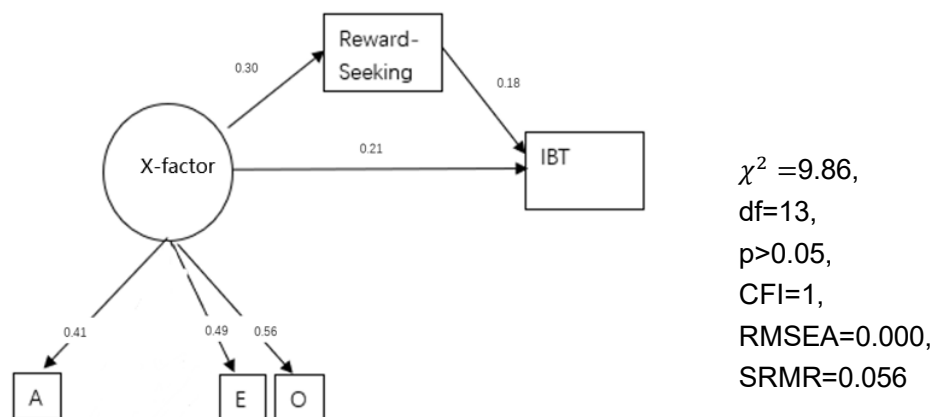 Reward-
Seeking
0.30
0.18
X-factor
0.21
IBT
χ² =9.86,
df=13,
p>0.05,
CFI=1,
RMSEA=0.000,
SRMR=0.056
0.41
0.49
0.56
A
E
O